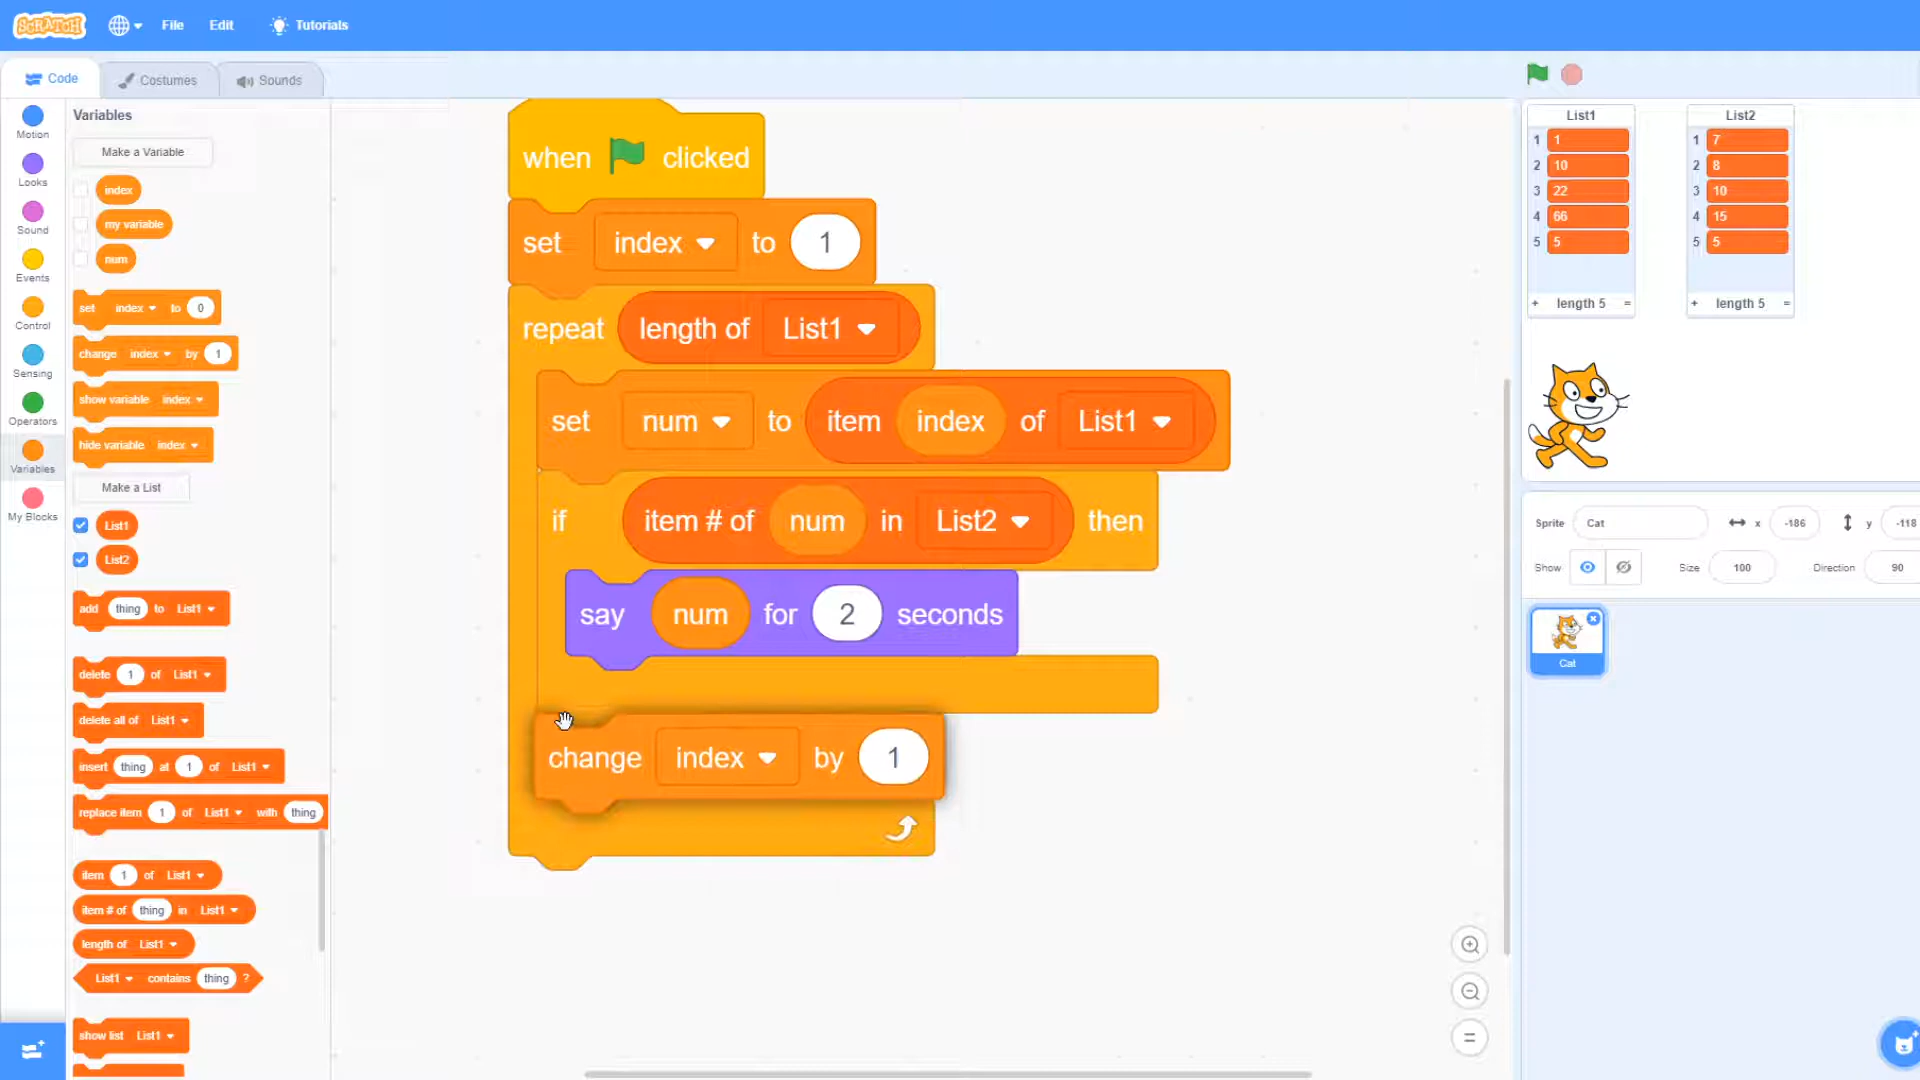 SCRATCH File Edit Tutorials
Code Costumes Sounds
Motion
Looks
Sound
Events
Control
Sensing
Operators
Variables
My Blocks
Variables
Make a Variable
index
my variable
num
set index to 0
change index by 1
show variable index
hide variable index
Make a List
List1
List2
add thing to List1
delete 1 of List1
delete all of List1
insert thing at 1 of List1
replace item 1 of List1 with thing
item 1 of List1
item # of thing in List1
length of List1
List1 contains thing ?
show list List1
when clicked
set index to 1
repeat length of List1
set num to item index of List1
if item # of num in List2 then
say num for 2 seconds
change index by 1
List1
1 1
2 10
3 22
4 66
5 5
+ length 5 =
List2
1 7
2 8
3 10
4 15
5 5
+ length 5 =
Sprite Cat x -186 y -118
Show Size 100 Direction 90
Cat